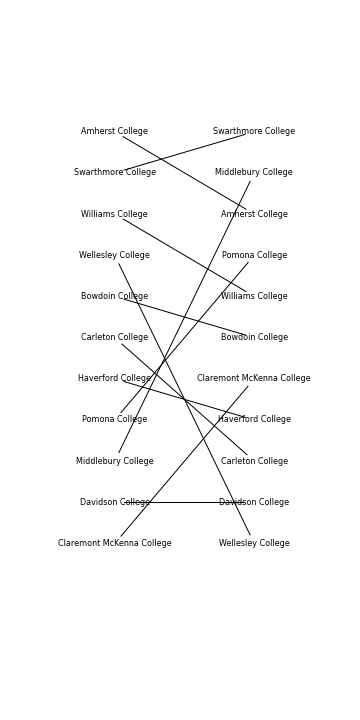 Amherst College Swarthmore College
Swarthmore College Middlebury College
Williams College Amherst College
Wellesley College Pomona College
Bowdoin College Williams College
Carleton College Bowdoin College
Haverford College Claremont McKenna College
Pomona College Haverford College
Middlebury College Carleton College
Davidson College Davidson College
Claremont McKenna College Wellesley College